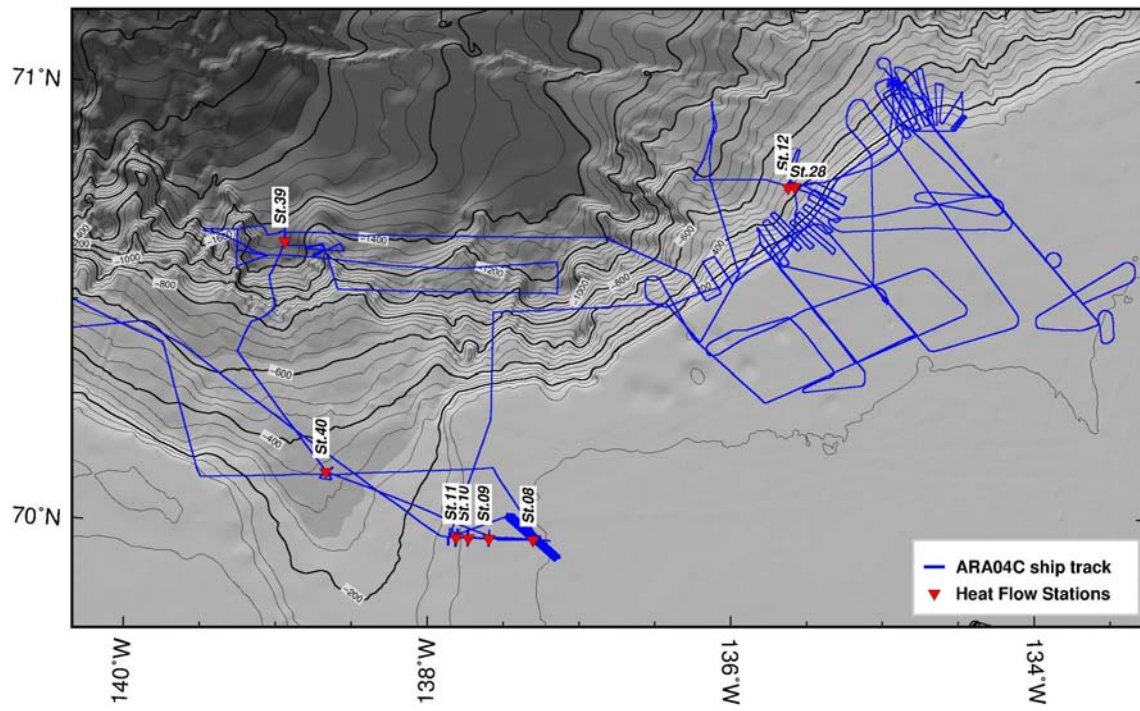 71°N
70°N
140°W
138°W
136°W
134°W
St.39
St.12
St.28
St.40
St.11
St.10
St.09
St.08
-1400
-1200
-1000
-800
-600
-600
-400
-1000
-800
-600
-400
-200
ARA04C ship track
Heat Flow Stations